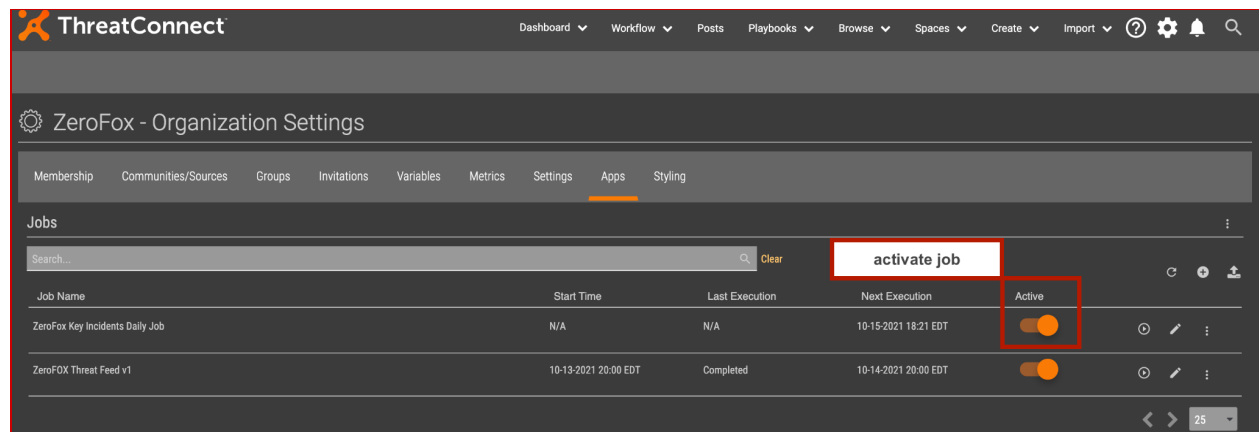 ThreatConnect
Dashboard Workflow Posts Playbooks Browse Spaces Create Import
ZeroFox - Organization Settings
Membership Communities/Sources Groups Invitations Variables Metrics Settings Apps Styling
Jobs
Search... Clear activate job
Job Name Start Time Last Execution Next Execution Active
ZeroFox Key Incidents Daily Job N/A N/A 10-15-2021 18:21 EDT
ZeroFOX Threat Feed v1 10-13-2021 20:00 EDT Completed 10-14-2021 20:00 EDT
25